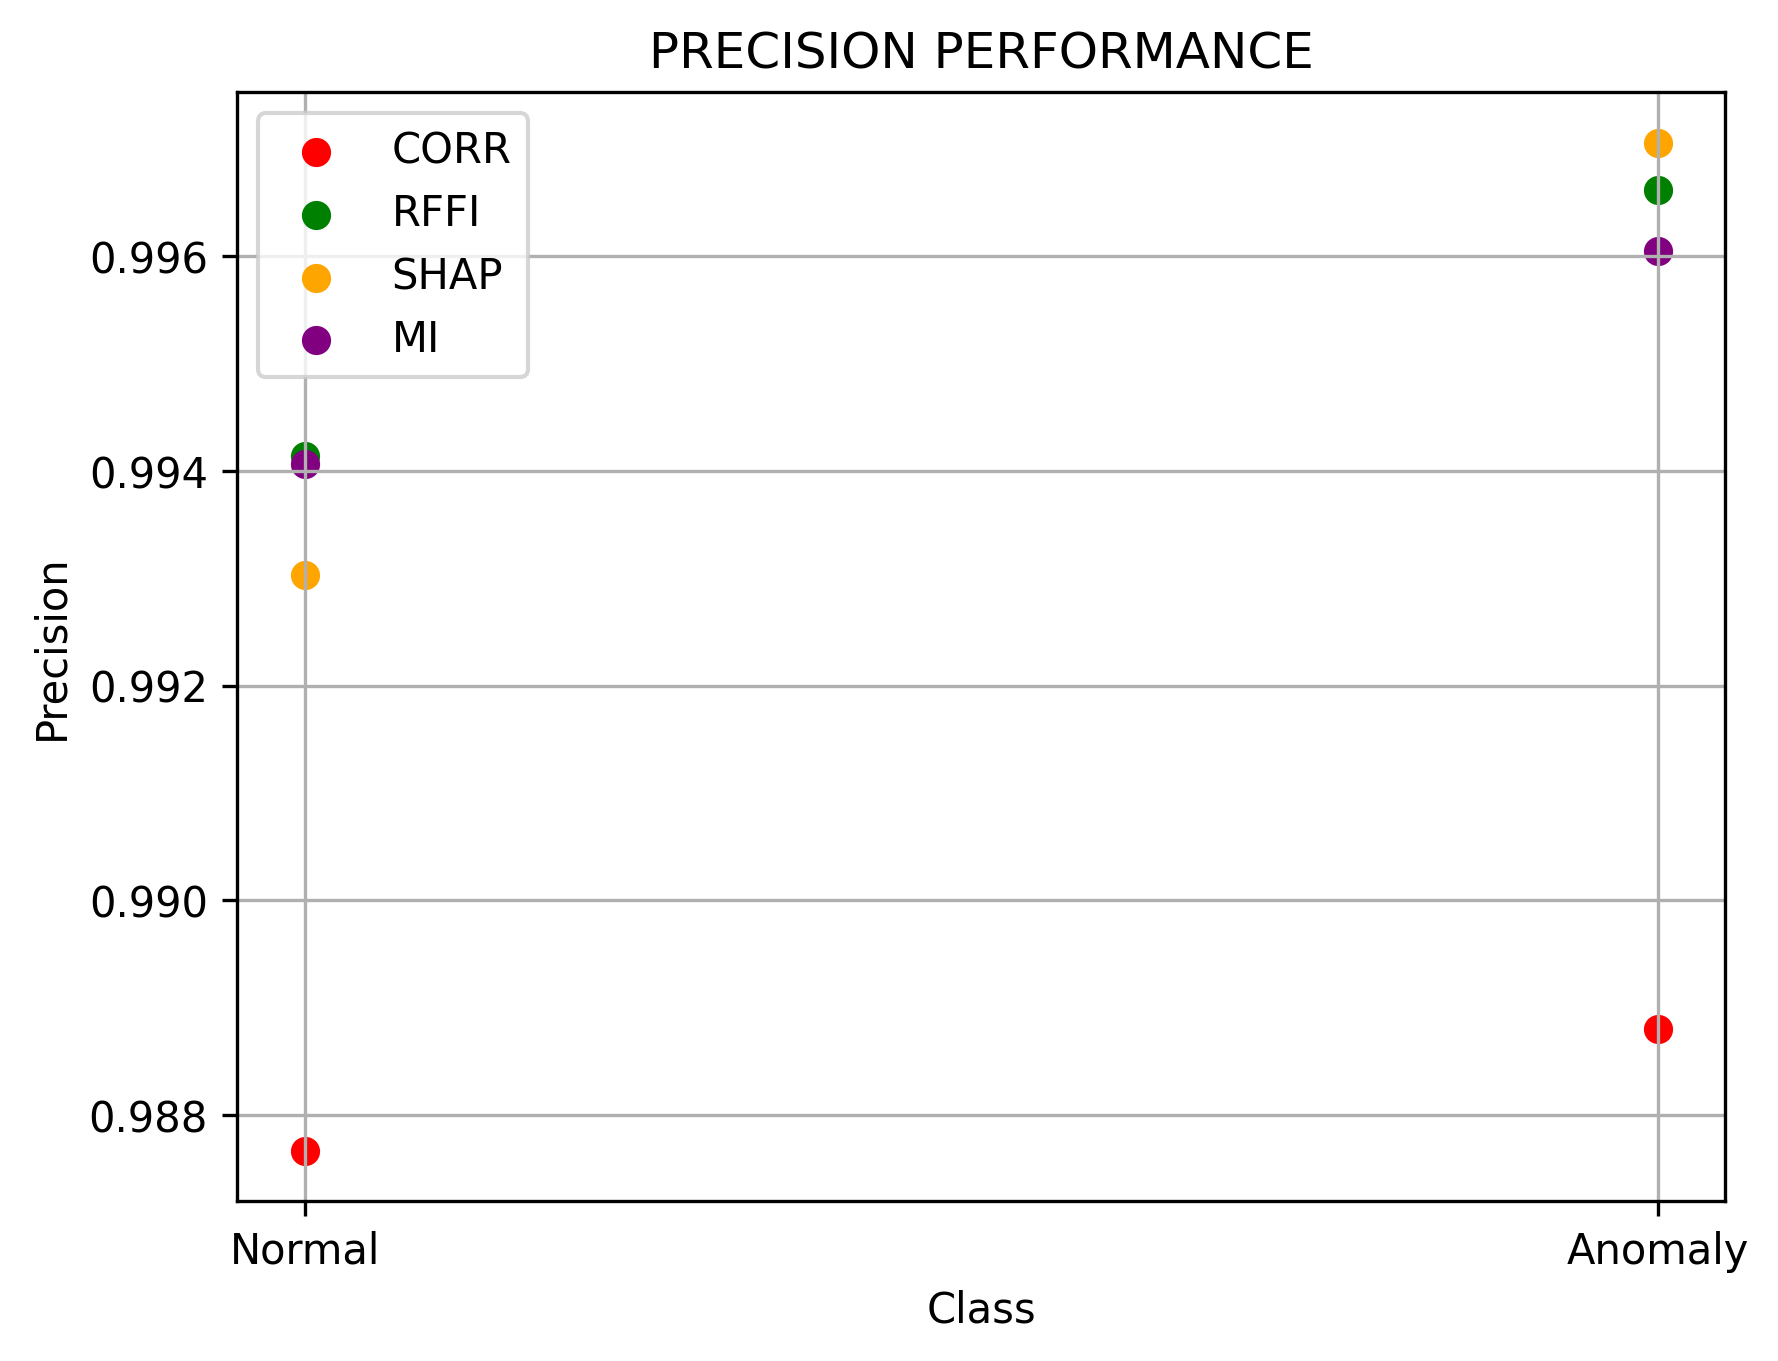 PRECISION PERFORMANCE
CORR
RFFI
SHAP
MI
0.996
0.994
0.992
0.990
0.988
Precision
Normal
Anomaly
Class